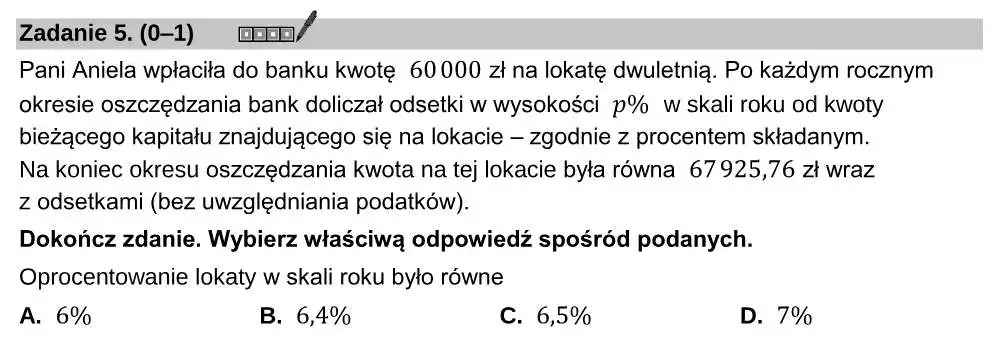 Zadanie 5. (0–1)
Pani Aniela wpłaciła do banku kwotę 60 000 zł na lokatę dwuletnią. Po każdym rocznym
okresie oszczędzania bank doliczał odsetki w wysokości p% w skali roku od kwoty
bieżącego kapitału znajdującego się na lokacie – zgodnie z procentem składanym.
Na koniec okresu oszczędzania kwota na tej lokacie była równa 67 925,76 zł wraz
z odsetkami (bez uwzględniania podatków).
Dokończ zdanie. Wybierz właściwą odpowiedź spośród podanych.
Oprocentowanie lokaty w skali roku było równe
A. 6% B. 6,4% C. 6,5% D. 7%